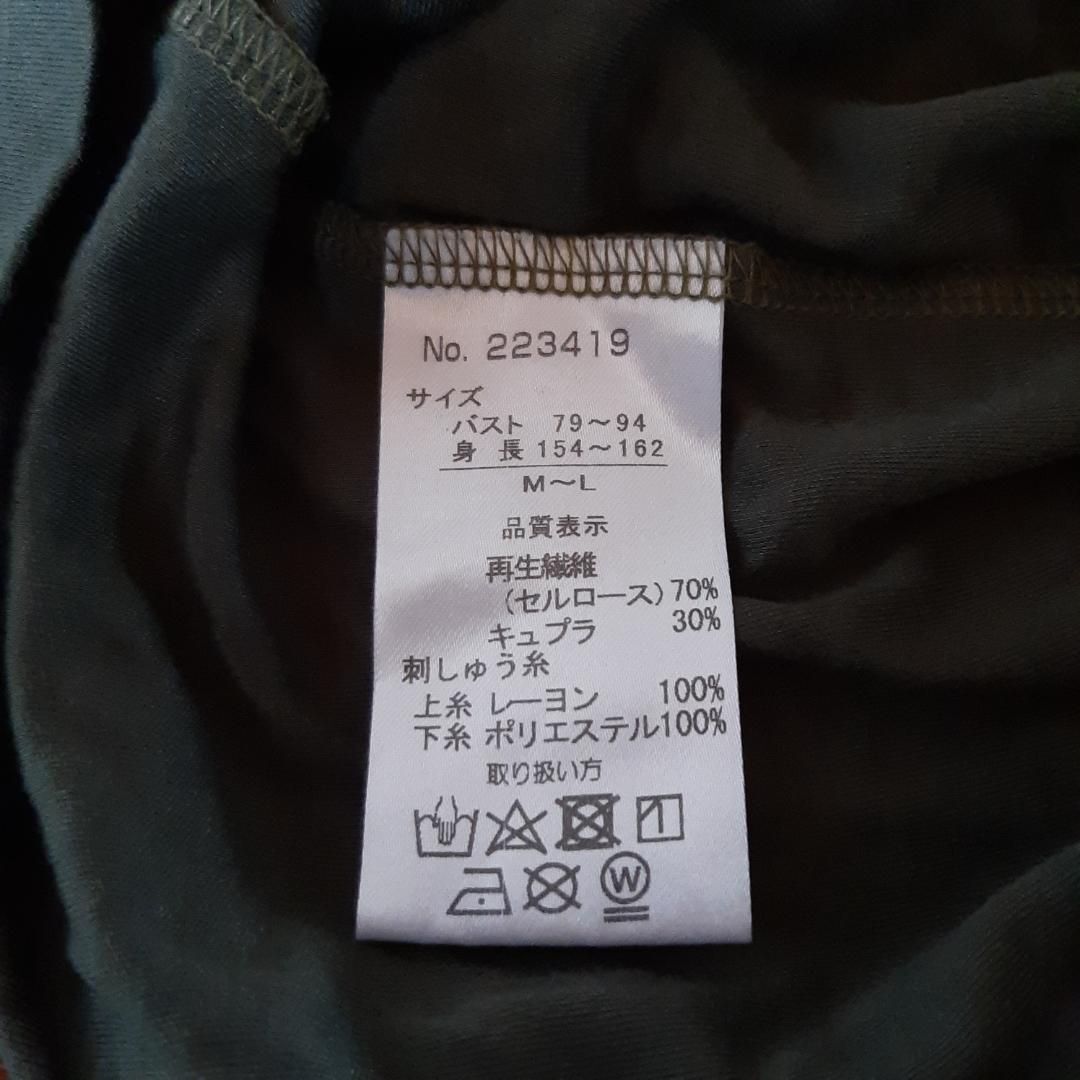 No. 223419
サイズ
バスト 79～94
身 長 154～162
M～L
品質表示
再生繊維
(セルロース) 70%
キュプラ 30%
刺しゅう糸
上糸 レーヨン 100%
下糸 ポリエステル 100%
取り扱い方
W